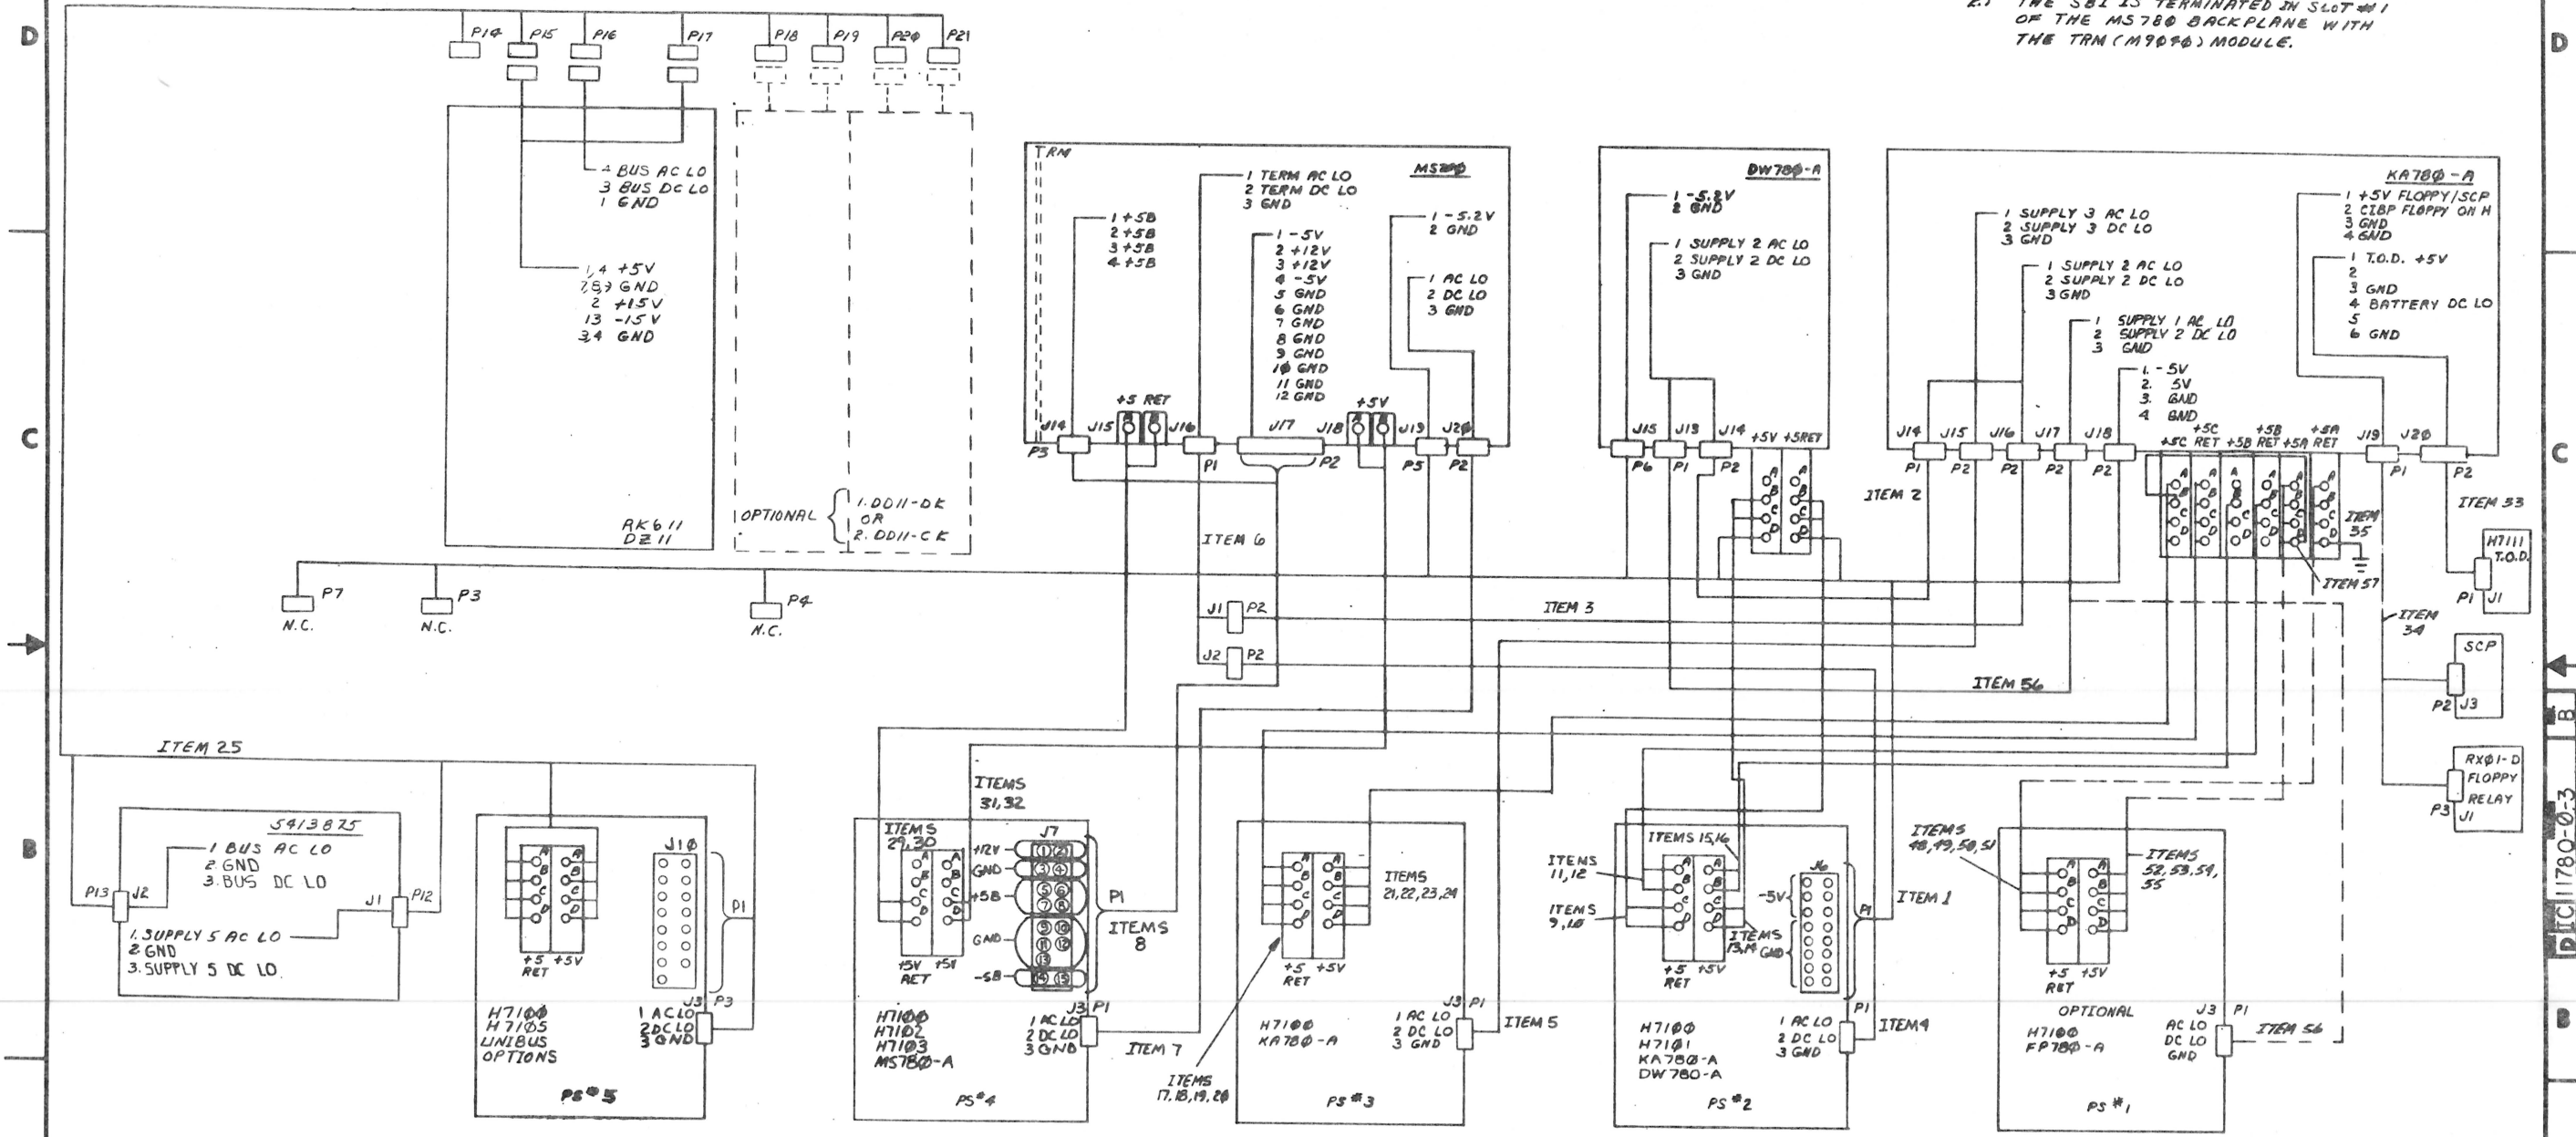 2.) THE SBI IS TERMINATED IN SLOT #1
OF THE MS780 BACKPLANE WITH
THE TRM (M9040) MODULE.
D
D
P14
P15
P16
P17
P18
P19
P20
P21
4 BUS AC LO
3 BUS DC LO
1 GND
1,4 +5V
7,8,9 GND
2 +15V
13 -15V
3,4 GND
RK611
DZ11
OPTIONAL
1. DD11-DK
OR
2. DD11-CK
TRM
MS780
1 +5B
2 +5B
3 +5B
4 +5B
1 TERM AC LO
2 TERM DC LO
3 GND
1 -5V
2 +12V
3 +12V
4 -5V
5 GND
6 GND
7 GND
8 GND
9 GND
10 GND
11 GND
12 GND
1 -5.2V
2 GND
1 AC LO
2 DC LO
3 GND
+5 RET
+5V
J14
J15
J16
J17
J18
J19
J20
P3
P1
P2
P5
P2
DW780-A
1 -5.2V
2 GND
1 SUPPLY 2 AC LO
2 SUPPLY 2 DC LO
3 GND
J15
J13
J14
+5V +5RET
P6
P1
P2
A A
B B
C C
D D
KA780-A
1 SUPPLY 3 AC LO
2 SUPPLY 3 DC LO
3 GND
1 SUPPLY 2 AC LO
2 SUPPLY 2 DC LO
3 GND
1 SUPPLY 1 AC LO
2 SUPPLY 2 DC LO
3 GND
1. -5V
2. 5V
3. GND
4 GND
1 +5V FLOPPY/SCP
2 CIBP FLOPPY ON H
3 GND
4 GND
1 T.O.D. +5V
2
3 GND
4 BATTERY DC LO
5
6 GND
J14
J15
J16
J17
J18
+5C
+5C RET
+5B
+5B RET
+5A
+5A RET
J19
J20
P1
P2
P2
P2
P2
P1
P2
A A A A A A
B B B B B B
C C C C C C
D D D D D D
C
C
ITEM 2
ITEM 33
ITEM 35
H7111
T.O.D.
ITEM 57
P1 J1
ITEM 6
P7
N.C.
P3
N.C.
P4
N.C.
J1 P2
ITEM 3
J2 P2
ITEM 34
SCP
P2 J3
ITEM 56
RX01-D
FLOPPY
RELAY
P3 J1
ITEM 25
5413875
1 BUS AC LO
2. GND
3. BUS DC LO
P13 J2
J1 P12
1. SUPPLY 5 AC LO
2 GND
3. SUPPLY 5 DC LO.
A A
B B
C C
D D
+5 RET
+5V
J10
P1
J3 P3
H7100
H7105
UNIBUS
OPTIONS
1 AC LO
2 DC LO
3 GND
PS#5
ITEMS
31,32
ITEMS
29,30
A A
B B
C C
D D
+5V RET
+5V
J7
+12V
GND
+5B
GND
-5B
1 2
3 4
5 6
7 8
9 10
11 12
13
14 15
P1
ITEMS
8
J3 P1
H7100
H7102
H7103
MS780-A
1 AC LO
2 DC LO
3 GND
ITEM 7
PS#4
A A
B B
C C
D D
ITEMS
21,22,23,24
+5 RET
+5V
J3 P1
H7100
KA780-A
1 AC LO
2 DC LO
3 GND
ITEM 5
ITEMS
17,18,19,20
PS#3
ITEMS
11,12
ITEMS
9,10
ITEMS 15,16
A A
B B
C C
D D
ITEMS
13,14
+5 RET
+5V
J6
-5V
GND
P1
ITEM 1
P1
H7100
H7101
KA780-A
DW780-A
1 AC LO
2 DC LO
3 GND
ITEM 4
PS#2
ITEMS
48,49,50,51
A A
B B
C C
D D
ITEMS
52,53,54,
55
+5 RET
+5V
OPTIONAL
J3 P1
H7100
FP780-A
AC LO
DC LO
GND
ITEM 56
PS#1
B
B
B
D IC 11780-0-3 B